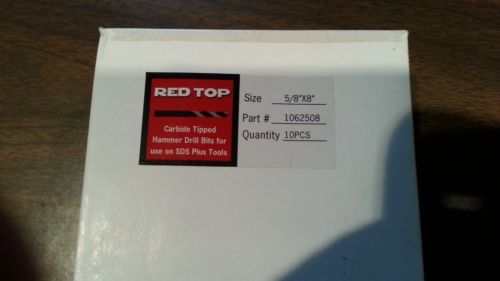 RED TOP
Carbide Tipped
Hammer Drill Bits for
use on SDS Plus Tools
Size 5/8"X8"
Part # 1062508
Quantity 10PCS